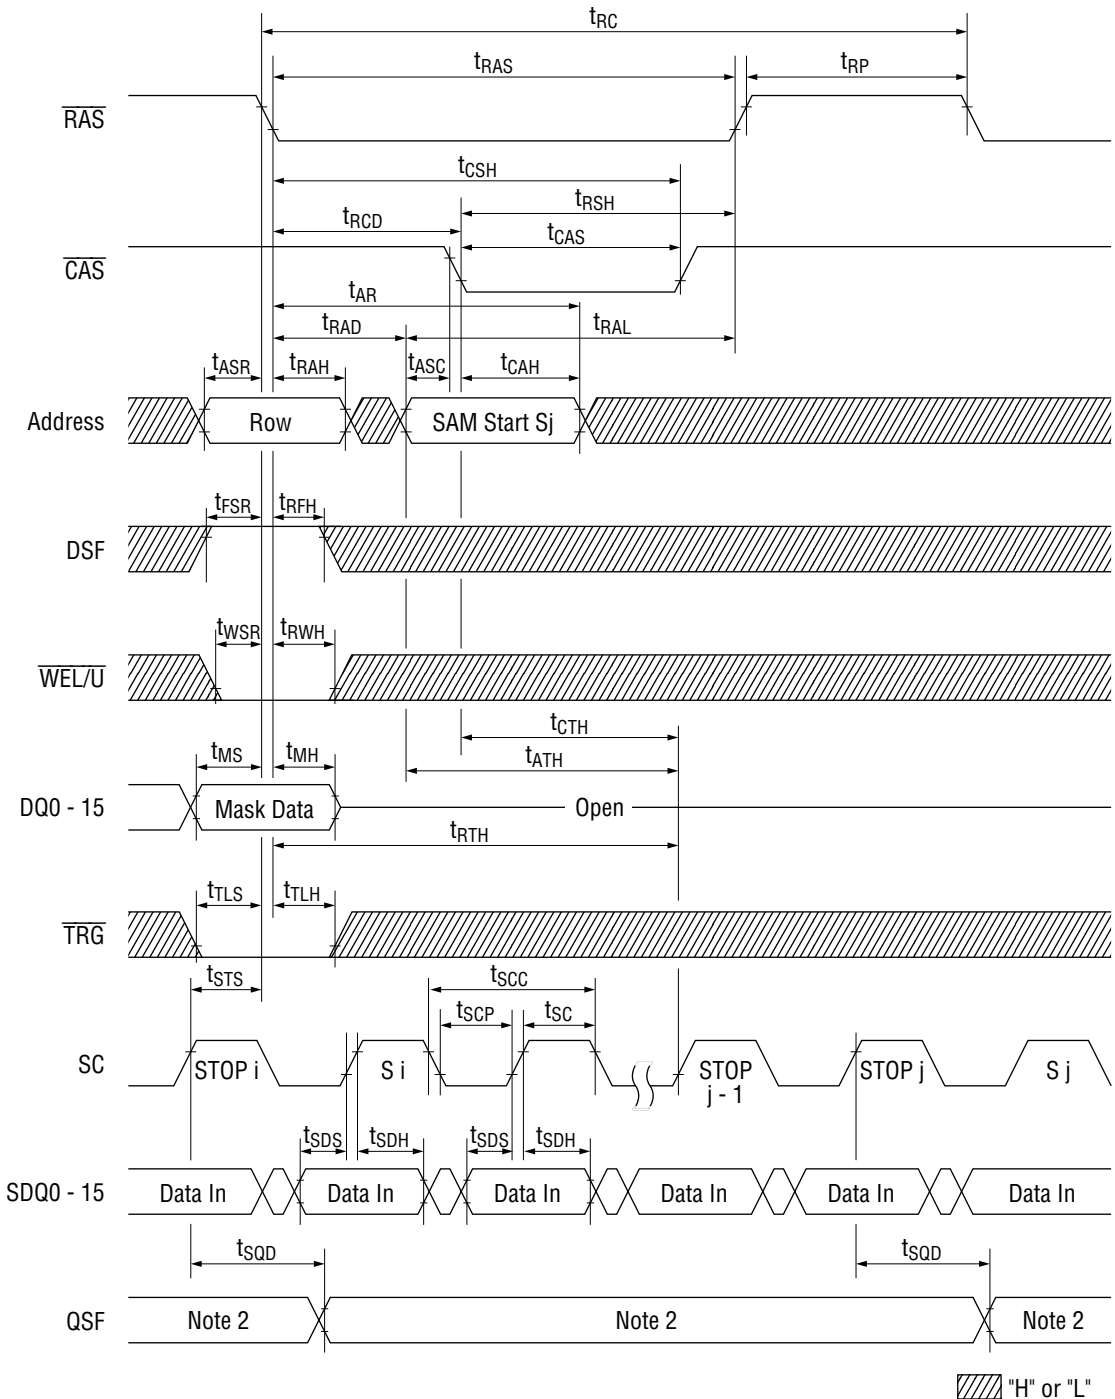 tRC
tRAS
tRP
RAS
tCSH
tRSH
tRCD
tCAS
CAS
tAR
tRAD
tRAL
tASR
tRAH
tASC
tCAH
Address
Row
SAM Start Sj
tFSR
tRFH
DSF
tWSR
tRWH
WEL/U
tCTH
tMS
tMH
tATH
DQ0 - 15
Mask Data
Open
tRTH
tTLS
tTLH
TRG
tSTS
tSCC
tSCP
tSC
SC
STOP i
S i
STOP
j - 1
STOP j
S j
tSDS
tSDH
tSDS
tSDH
SDQ0 - 15
Data In
Data In
Data In
Data In
Data In
Data In
tSQD
tSQD
QSF
Note 2
Note 2
Note 2
"H" or "L"